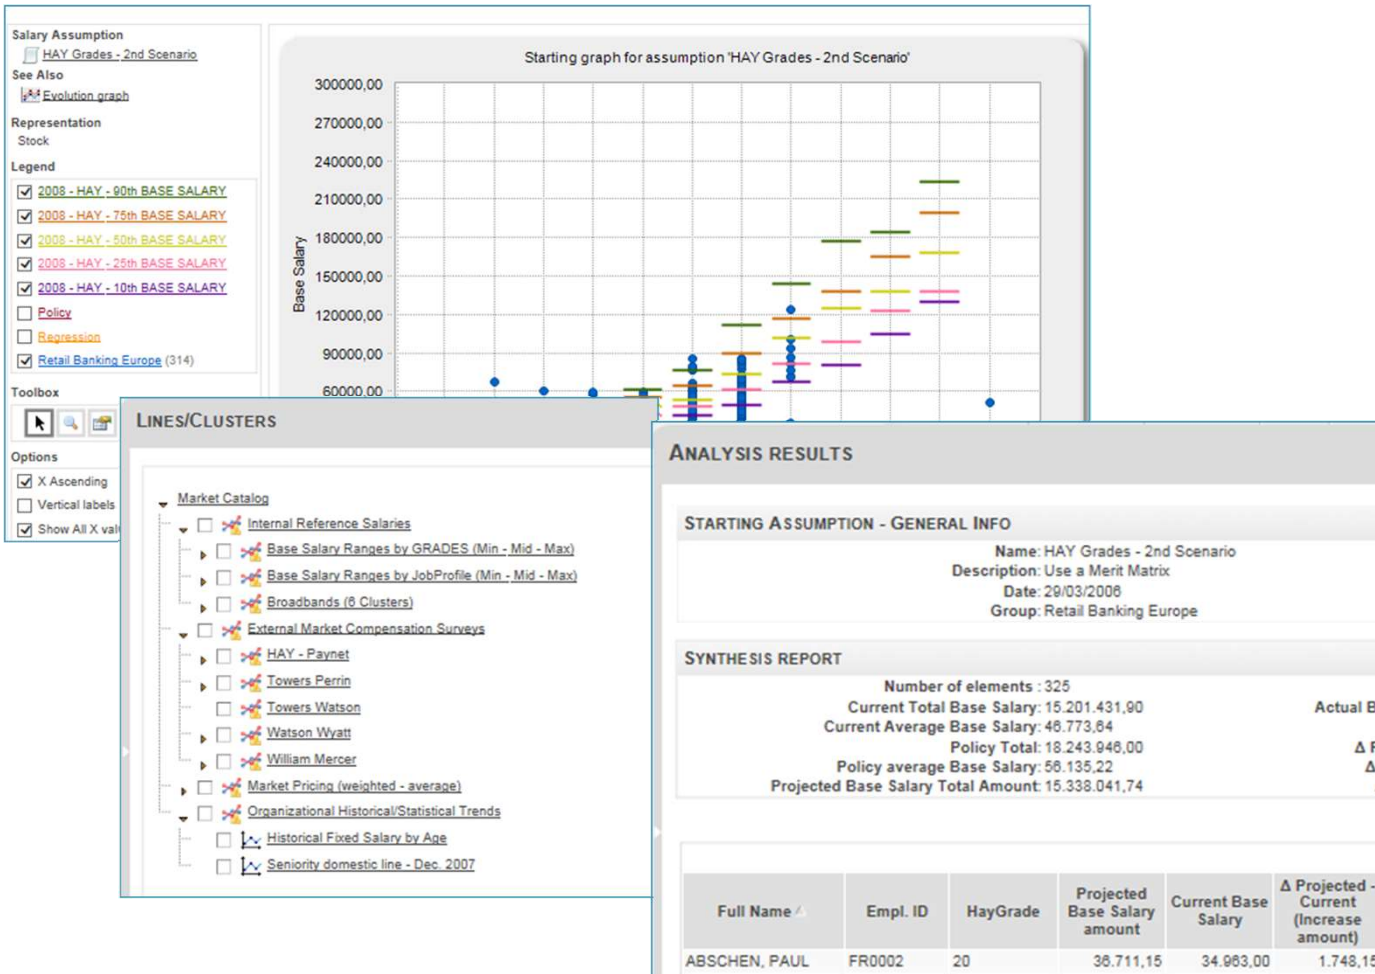 Salary Assumption
HAY Grades - 2nd Scenario
See Also
Evolution graph
Representation
Stock
Legend
2008 - HAY - 90th BASE SALARY
2008 - HAY - 75th BASE SALARY
2008 - HAY - 50th BASE SALARY
2008 - HAY - 25th BASE SALARY
2008 - HAY - 10th BASE SALARY
Policy
Regression
Retail Banking Europe (314)
Toolbox
Options
X Ascending
Vertical labels
Show All X val
Starting graph for assumption 'HAY Grades - 2nd Scenario'
Base Salary
300000,00
270000,00
240000,00
210000,00
180000,00
150000,00
120000,00
90000,00
60000,00
LINES/CLUSTERS
Market Catalog
Internal Reference Salaries
Base Salary Ranges by GRADES (Min - Mid - Max)
Base Salary Ranges by JobProfile (Min - Mid - Max)
Broadbands (6 Clusters)
External Market Compensation Surveys
HAY - Paynet
Towers Perrin
Towers Watson
Watson Wyatt
William Mercer
Market Pricing (weighted - average)
Organizational Historical/Statistical Trends
Historical Fixed Salary by Age
Seniority domestic line - Dec. 2007
ANALYSIS RESULTS
STARTING ASSUMPTION - GENERAL INFO
Name: HAY Grades - 2nd Scenario
Description: Use a Merit Matrix
Date: 29/03/2006
Group: Retail Banking Europe
SYNTHESIS REPORT
Number of elements : 325
Current Total Base Salary: 15.201.431,90 Actual B
Current Average Base Salary: 46.773,64
Policy Total: 18.243.946,00 Δ
Policy average Base Salary: 56.135,22 Δ
Projected Base Salary Total Amount: 15.338.041,74
Full Name Empl. ID HayGrade Projected Base Salary amount Current Base Salary Δ Projected - Current (Increase amount)
ABSCHEN, PAUL FR0002 20 36.711,15 34.963,00 1.748,15